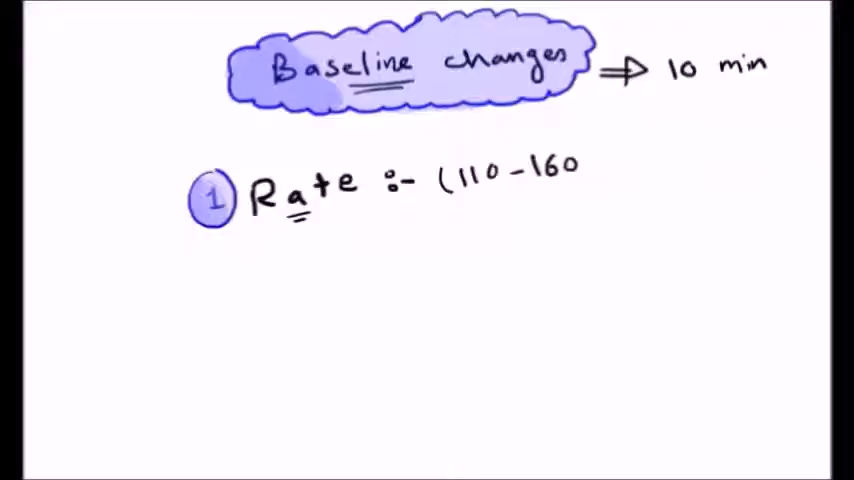 Baseline changes ⇒ 10 min
1 Rate :- (110-160